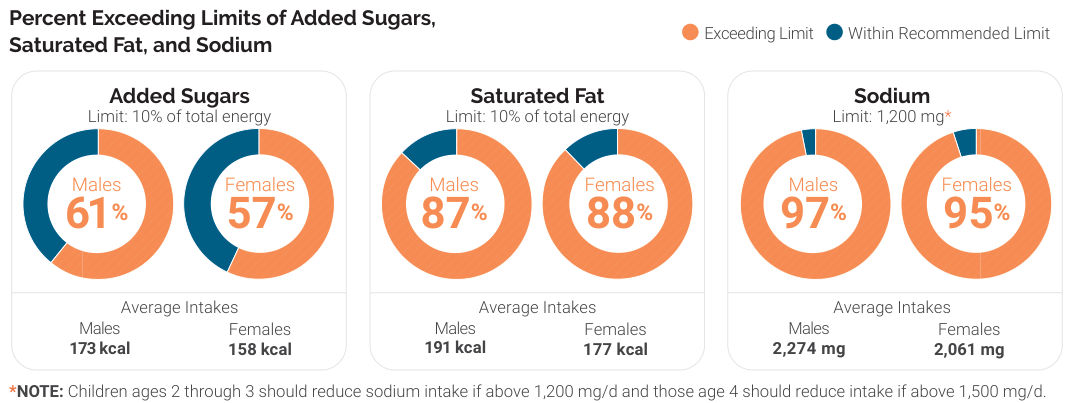 Percent Exceeding Limits of Added Sugars,
Saturated Fat, and Sodium
Exceeding Limit
Within Recommended Limit
Added Sugars
Limit: 10% of total energy
Males
61%
Females
57%
Average Intakes
Males
173 kcal
Females
158 kcal
Saturated Fat
Limit: 10% of total energy
Males
87%
Females
88%
Average Intakes
Males
191 kcal
Females
177 kcal
Sodium
Limit: 1,200 mg*
Males
97%
Females
95%
Average Intakes
Males
2,274 mg
Females
2,061 mg
*NOTE: Children ages 2 through 3 should reduce sodium intake if above 1,200 mg/d and those age 4 should reduce intake if above 1,500 mg/d.